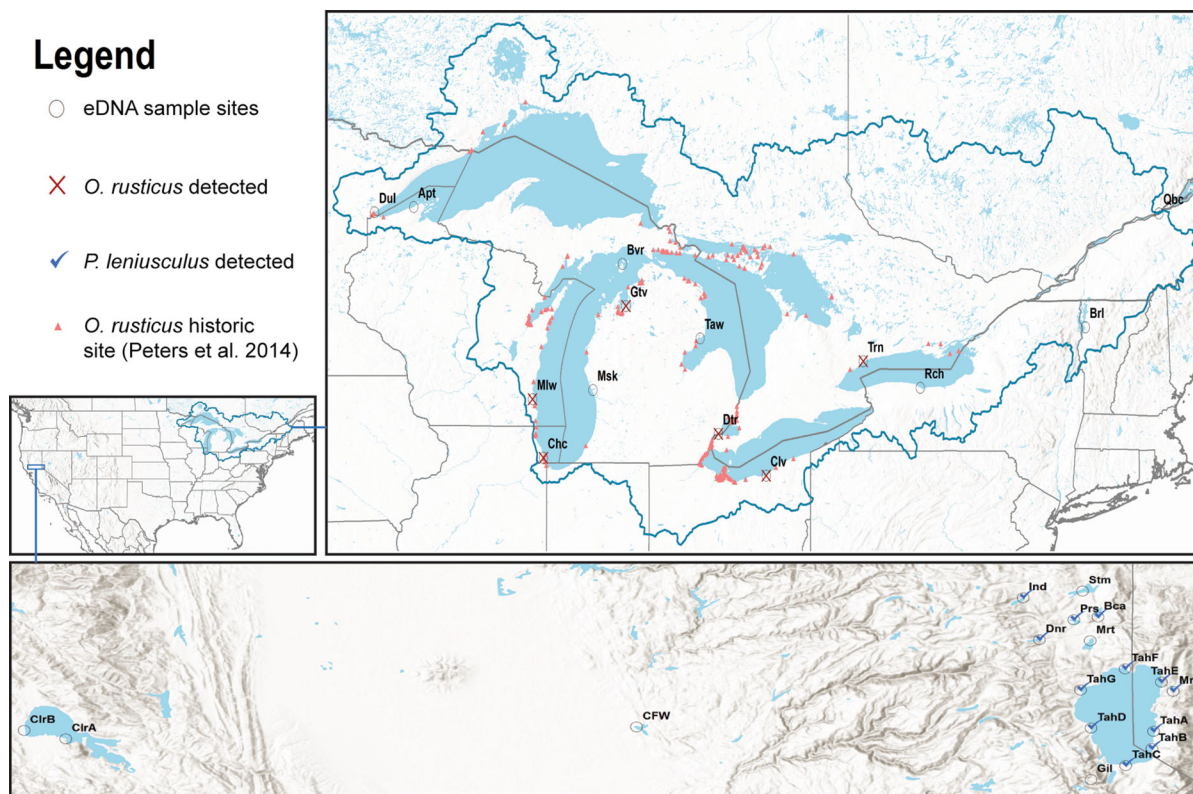 Legend
eDNA sample sites
O. rusticus detected
P. leniusculus detected
O. rusticus historic
site (Peters et al. 2014)
Dul
Apt
Qbc
Bvr
Gtv
Brl
Taw
Trn
Rch
Mlw
Msk
Dtr
Chc
Clv
Ind
Stm
Prs
Bca
Dnr
Mrt
TahF
TahE
TahG
Mr
ClrB
ClrA
CFW
TahD
TahA
TahB
TahC
Gil